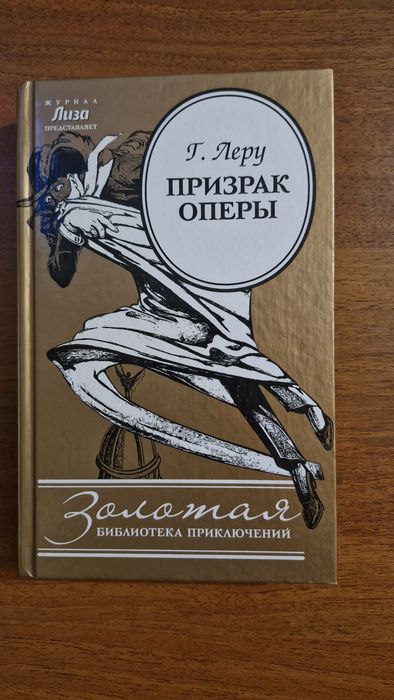 ЖУРНАЛ
Лиза
ПРЕДСТАВЛЯЕТ
Г. Леру
ПРИЗРАК
ОПЕРЫ
Золотая
БИБЛИОТЕКА ПРИКЛЮЧЕНИЙ